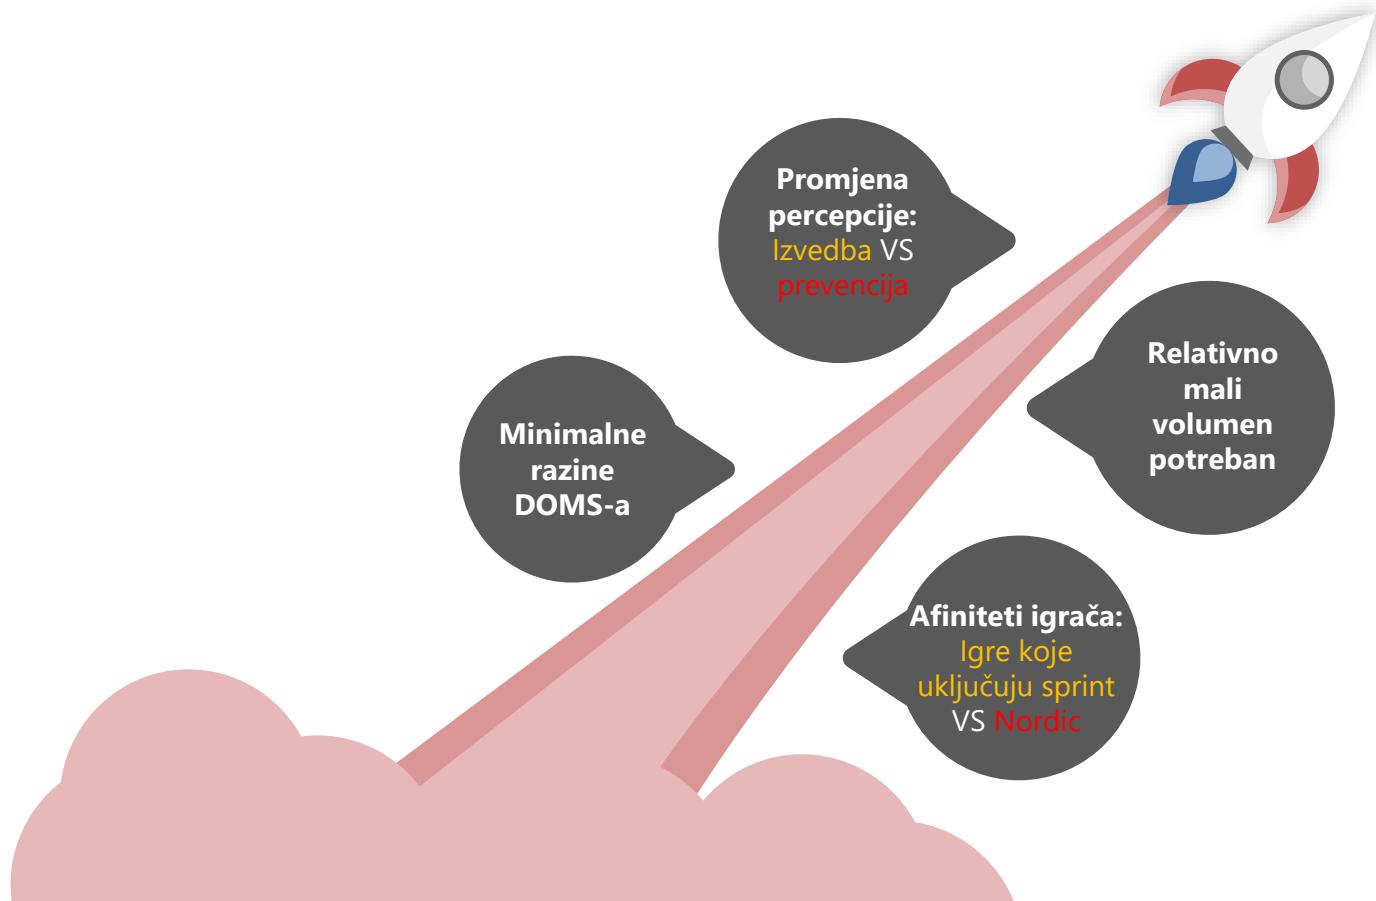 Promjena
percepcije:
Izvedba VS
prevencija
Relativno
mali
volumen
potreban
Minimalne
razine
DOMS-a
Afiniteti igrača:
Igre koje
uključuju sprint
VS Nordic